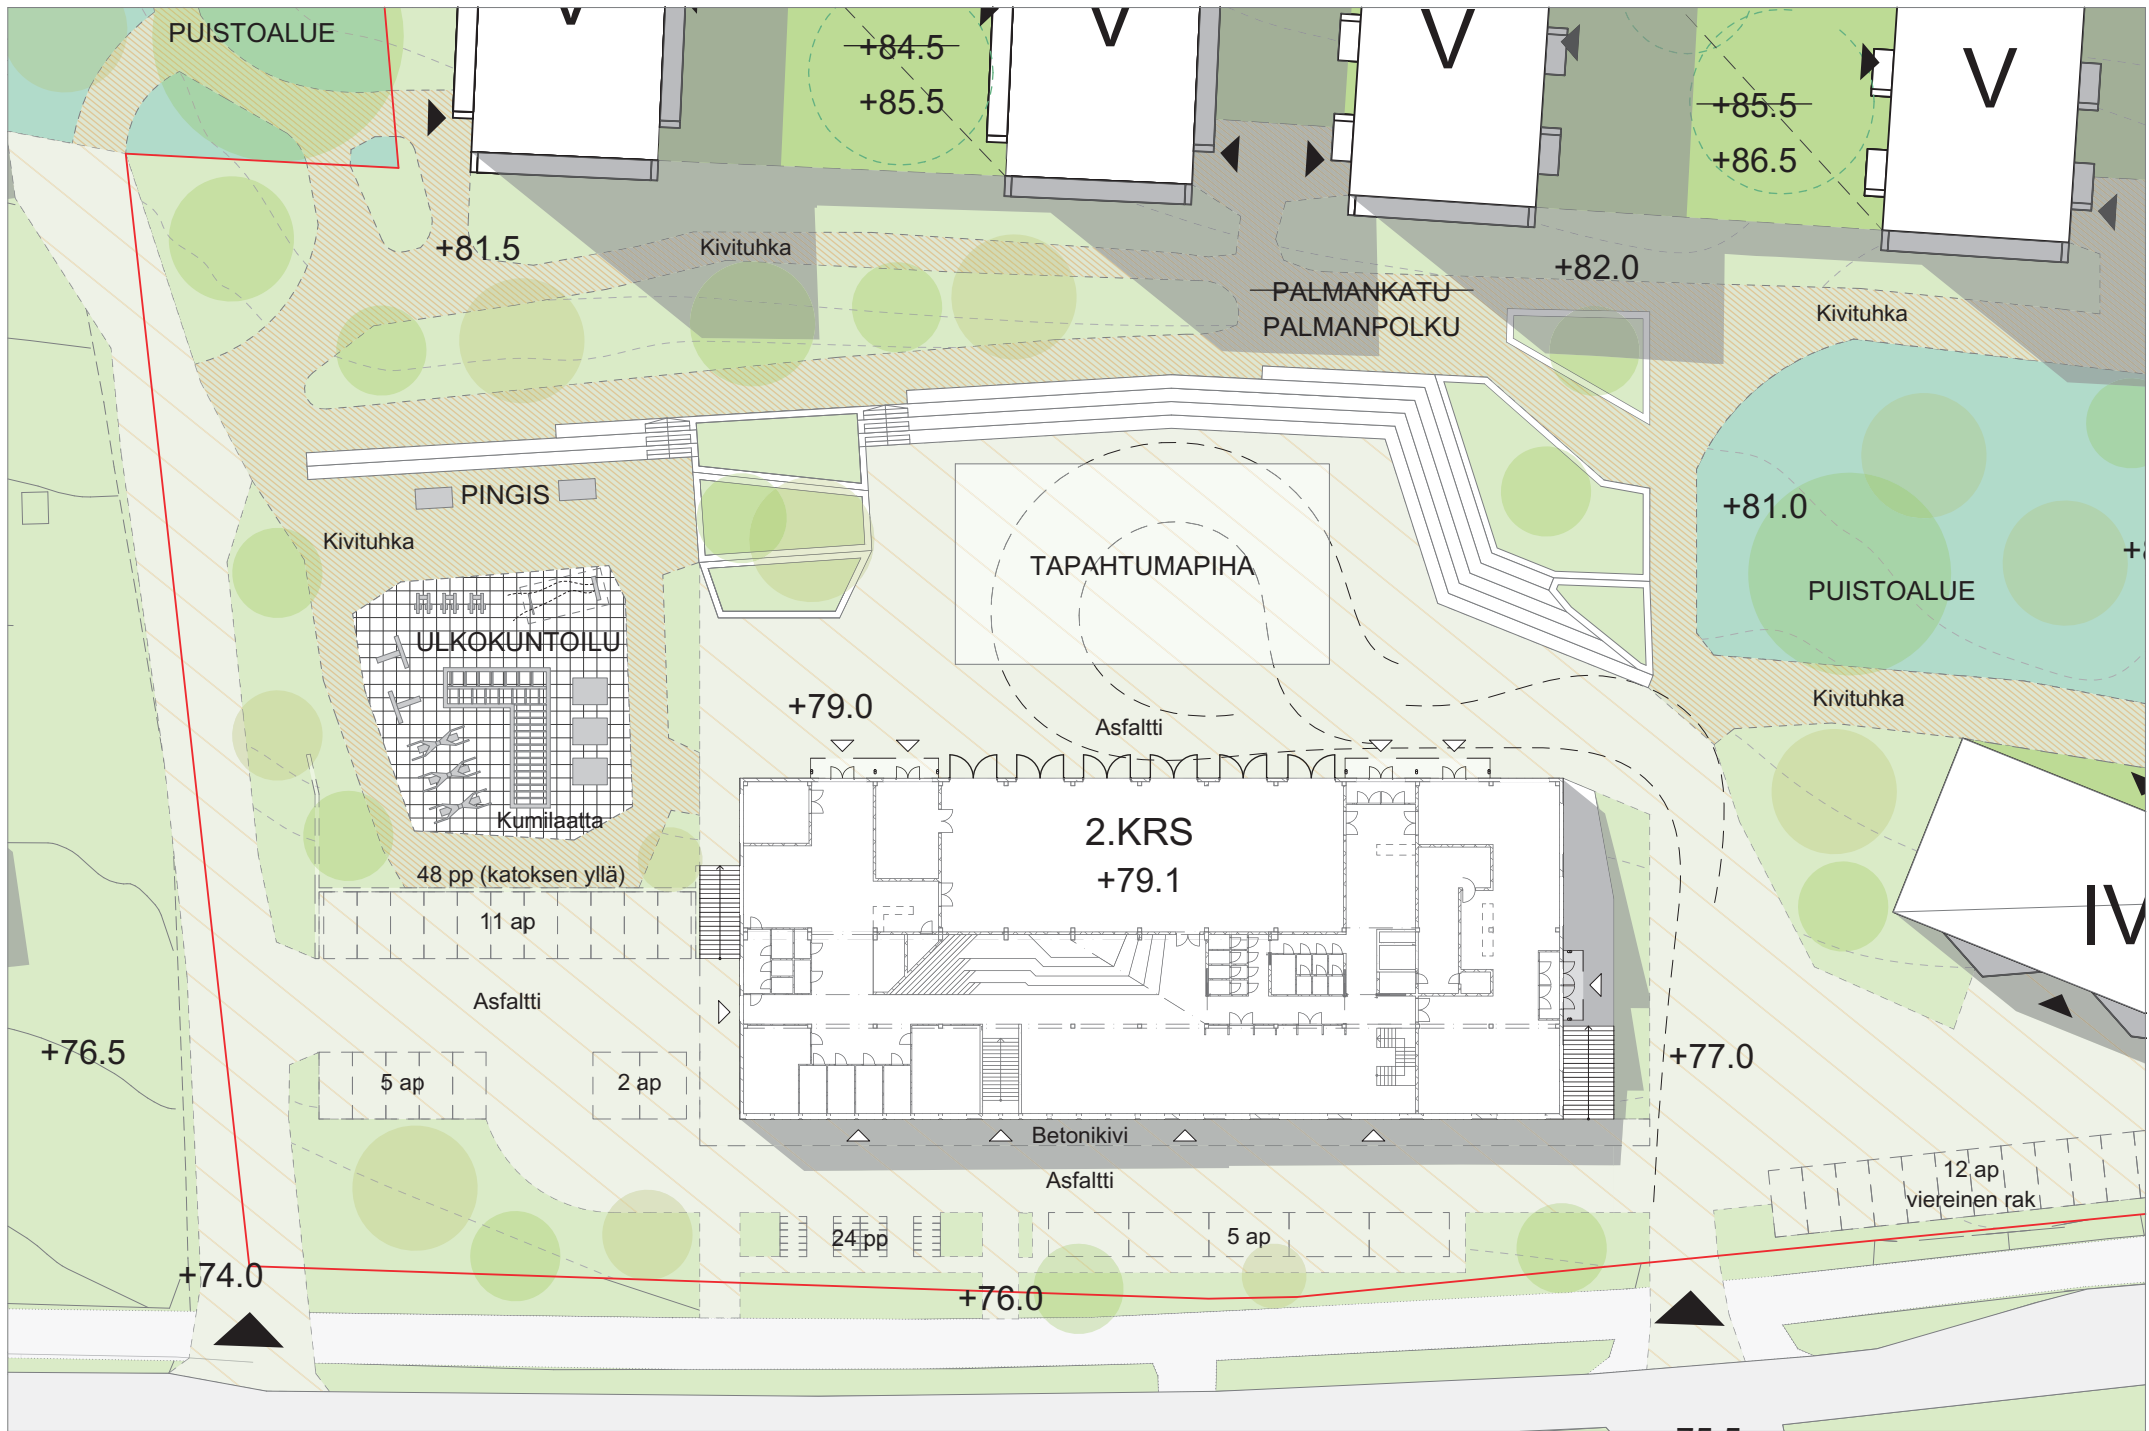 PUISTOALUE
V
V
V
V
+84.5
+85.5
+85.5
+86.5
+81.5
Kivituhka
+82.0
PALMANKATU
PALMANPOLKU
Kivituhka
PINGIS
+81.0
Kivituhka
TAPAHTUMAPIHA
PUISTOALUE
ULKOKUNTOILU
Kivituhka
+79.0
Asfaltti
Kumilaatta
2.KRS
+79.1
48 pp (katoksen yllä)
11 ap
IV
Asfaltti
+76.5
5 ap
2 ap
+77.0
Betonikivi
Asfaltti
12 ap
viereinen rak
24 pp
5 ap
+74.0
+76.0